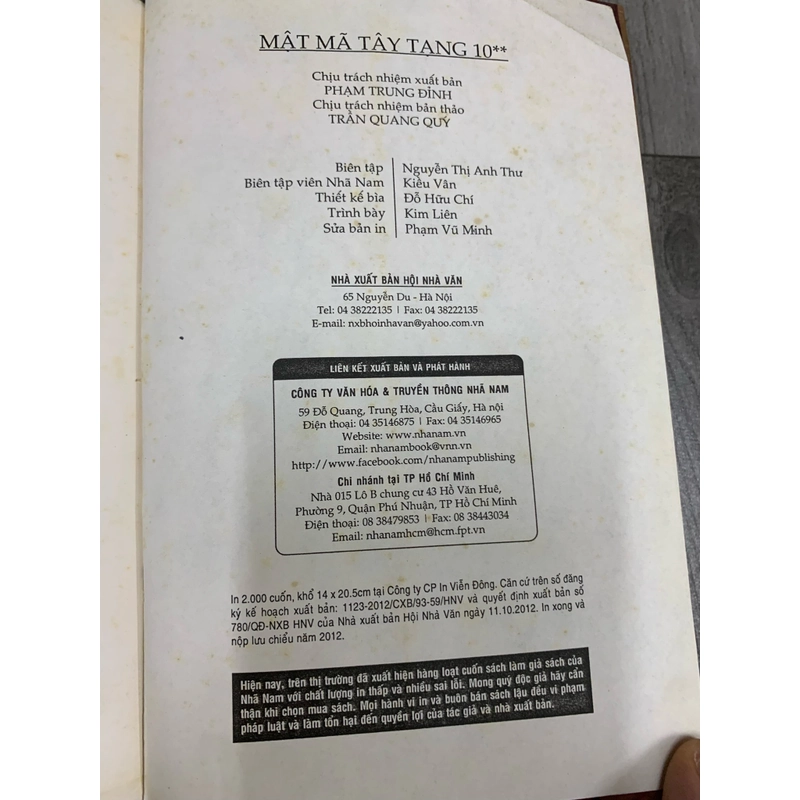 MẬT MÃ TÂY TẠNG 10**
Chịu trách nhiệm xuất bản
PHẠM TRUNG ĐỈNH
Chịu trách nhiệm bản thảo
TRẦN QUANG QUÝ
Biên tập | Nguyễn Thị Anh Thư
Biên tập viên Nhã Nam | Kiều Vân
Thiết kế bìa | Đỗ Hữu Chí
Trình bày | Kim Liên
Sửa bản in | Phạm Vũ Minh
NHÀ XUẤT BẢN HỘI NHÀ VĂN
65 Nguyễn Du - Hà Nội
Tel: 04 38222135 | Fax: 04 38222135
E-mail: nxbhoinhavan@yahoo.com.vn
LIÊN KẾT XUẤT BẢN VÀ PHÁT HÀNH
CÔNG TY VĂN HÓA & TRUYỀN THÔNG NHÃ NAM
59 Đỗ Quang, Trung Hòa, Cầu Giấy, Hà nội
Điện thoại: 04 35146875 | Fax: 04 35146965
Website: www.nhanam.vn
Email: nhanambook@vnn.vn
http://www.facebook.com/nhanampublishing
Chi nhánh tại TP Hồ Chí Minh
Nhà 015 Lô B chung cư 43 Hồ Văn Huê,
Phường 9, Quận Phú Nhuận, TP Hồ Chí Minh
Điện thoại: 08 38479853 | Fax: 08 38443034
Email: nhanamhcm@hcm.fpt.vn
In 2.000 cuốn, khổ 14 x 20.5cm tại Công ty CP In Viễn Đông. Căn cứ trên số đăng
ký kế hoạch xuất bản: 1123-2012/CXB/93-59/HNV và quyết định xuất bản số
780/QĐ-NXB HNV của Nhà xuất bản Hội Nhà Văn ngày 11.10.2012. In xong và
nộp lưu chiểu năm 2012.
Hiện nay, trên thị trường đã xuất hiện hàng loạt cuốn sách làm giả sách của
Nhã Nam với chất lượng in thấp và nhiều sai lỗi. Mong quý độc giả hãy cẩn
thận khi chọn mua sách. Mọi hành vi in và buôn bán sách lậu đều vi phạm
pháp luật và làm tổn hại đến quyền lợi của tác giả và nhà xuất bản.